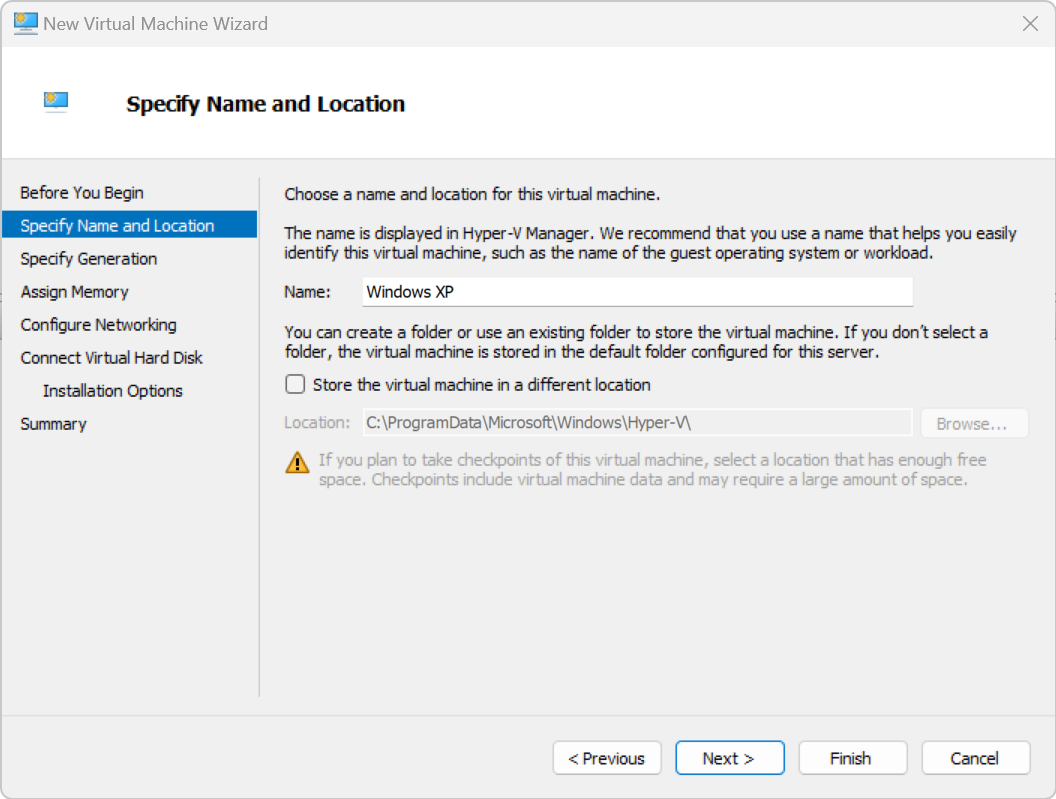 New Virtual Machine Wizard
Specify Name and Location
Before You Begin
Specify Name and Location
Specify Generation
Assign Memory
Configure Networking
Connect Virtual Hard Disk
Installation Options
Summary
Choose a name and location for this virtual machine.
The name is displayed in Hyper-V Manager. We recommend that you use a name that helps you easily
identify this virtual machine, such as the name of the guest operating system or workload.
Name: Windows XP
You can create a folder or use an existing folder to store the virtual machine. If you don't select a
folder, the virtual machine is stored in the default folder configured for this server.
Store the virtual machine in a different location
Location: C:\ProgramData\Microsoft\Windows\Hyper-V\ Browse...
If you plan to take checkpoints of this virtual machine, select a location that has enough free
space. Checkpoints include virtual machine data and may require a large amount of space.
< Previous Next > Finish Cancel